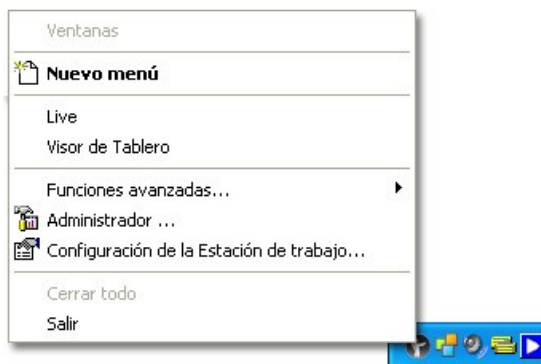 Ventanas
Nuevo menú
Live
Visor de Tablero
Funciones avanzadas...
Administrador ...
Configuración de la Estación de trabajo...
Cerrar todo
Salir